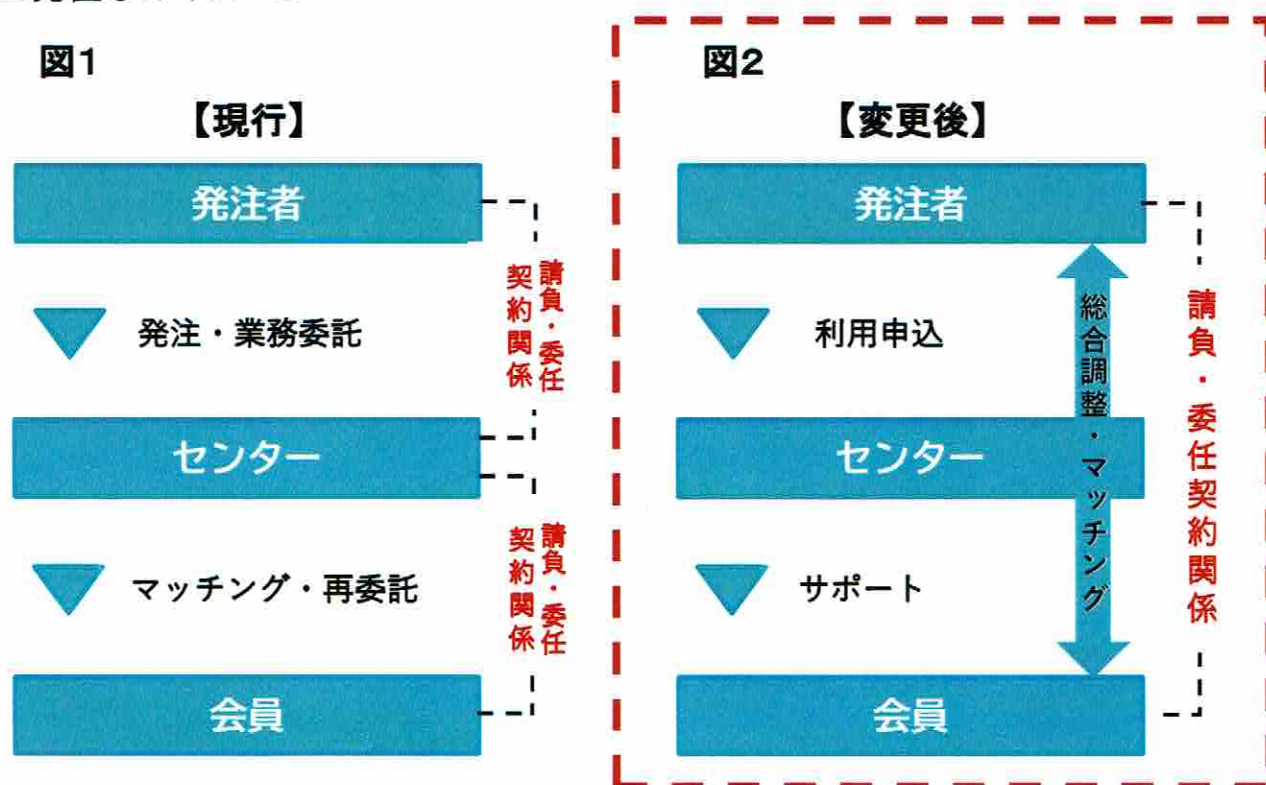 図1
【現行】
発注者
発注・業務委託
請負・委任
契約関係
センター
マッチング・再委託
請負・委任
契約関係
会員
図2
【変更後】
発注者
利用申込
総合調整・マッチング
請負・委任契約関係
センター
サポート
会員